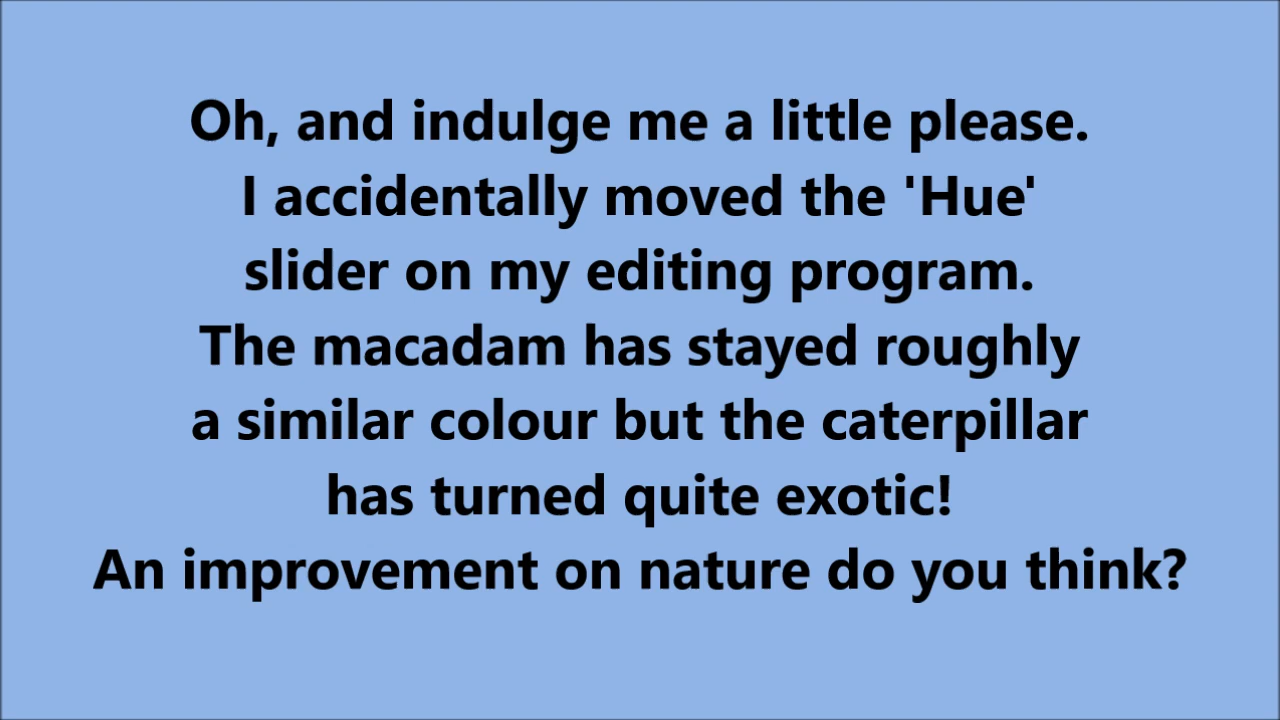 Oh, and indulge me a little please.
I accidentally moved the 'Hue'
slider on my editing program.
The macadam has stayed roughly
a similar colour but the caterpillar
has turned quite exotic!
An improvement on nature do you think?